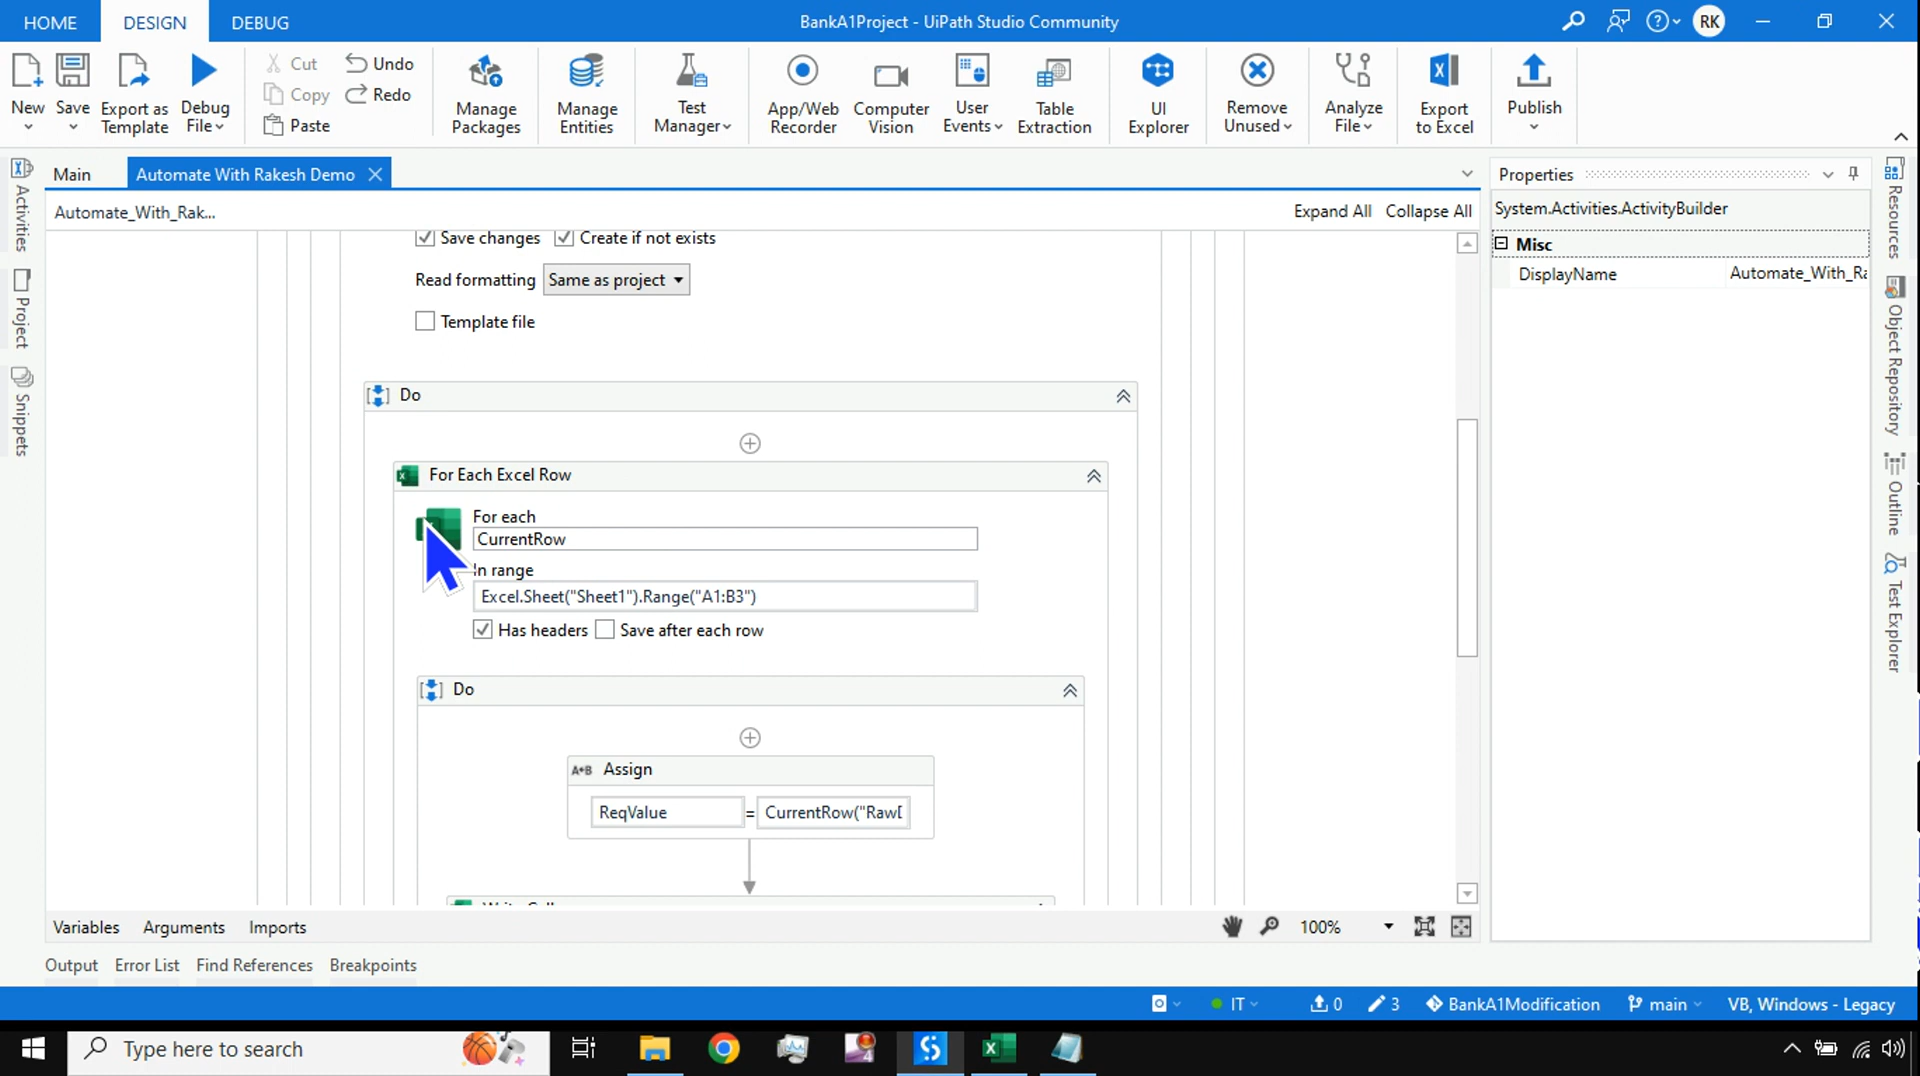 HOME DESIGN DEBUG BankA1Project - UiPath Studio Community RK
New Save Export as Template Debug File Cut Copy Paste Undo Redo Manage Packages Manage Entities Test Manager App/Web Recorder Computer Vision User Events Table Extraction UI Explorer Remove Unused Analyze File Export to Excel Publish
Main Automate With Rakesh Demo
Automate_With_Rak... Expand All Collapse All
Save changes Create if not exists
Read formatting Same as project
Template file
Do
For Each Excel Row
For each
CurrentRow
In range
Excel.Sheet("Sheet1").Range("A1:B3")
Has headers Save after each row
Do
Assign
ReqValue = CurrentRow("Raw
Variables Arguments Imports 100%
Output Error List Find References Breakpoints
Activities
Project
Snippets
Properties
System.Activities.ActivityBuilder
Misc
DisplayName Automate_With_Ra
Resources
Object Repository
Outline
Test Explorer
IT 0 3 BankA1Modification main VB, Windows - Legacy
Type here to search